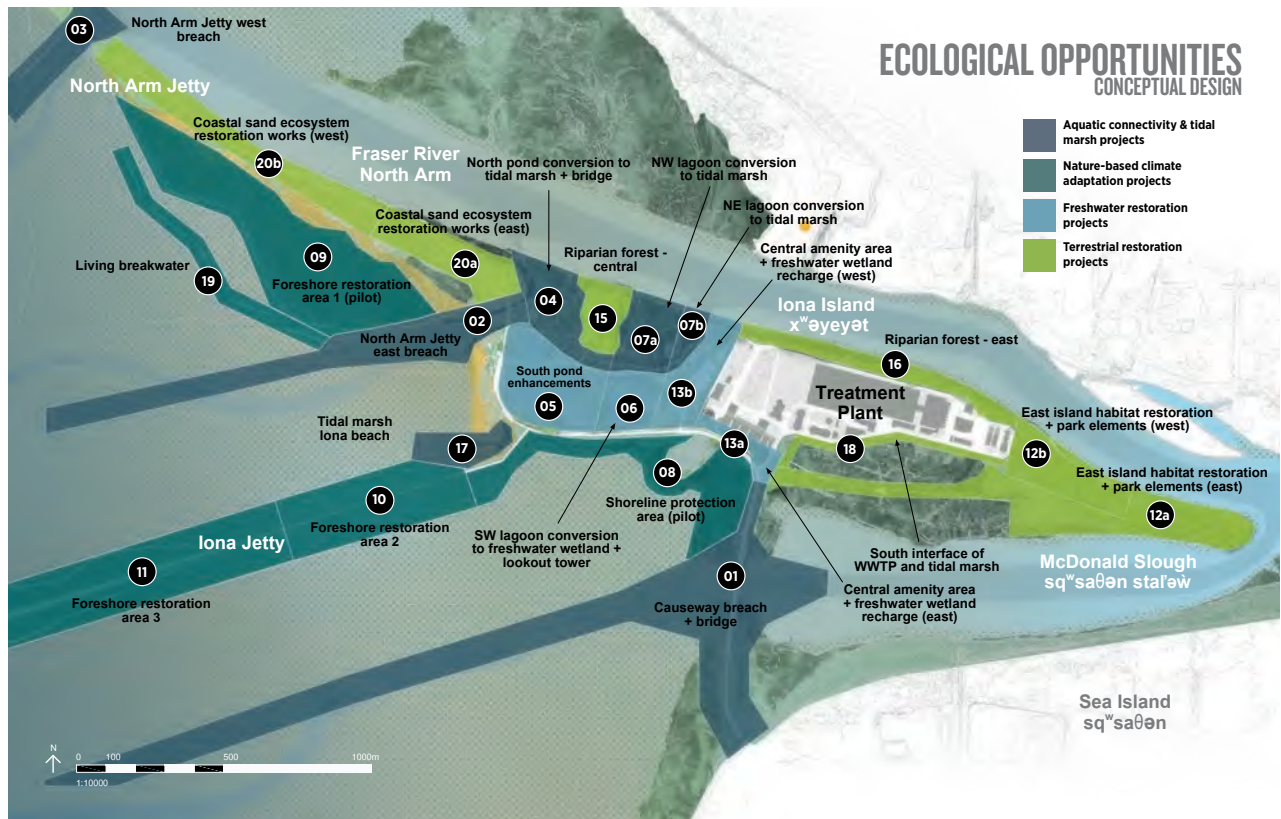 ECOLOGICAL OPPORTUNITIES
CONCEPTUAL DESIGN
Aquatic connectivity & tidal
marsh projects
Nature-based climate
adaptation projects
Freshwater restoration
projects
Terrestrial restoration
projects
03
North Arm Jetty west
breach
North Arm Jetty
Coastal sand ecosystem
restoration works (west)
20b
Fraser River
North Arm
North pond conversion to
tidal marsh + bridge
NW lagoon conversion
to tidal marsh
NE lagoon conversion
to tidal marsh
Coastal sand ecosystem
restoration works (east)
20a
Riparian forest -
central
Central amenity area
+ freshwater wetland
recharge (west)
Living breakwater
19
09
Foreshore restoration
area 1 (pilot)
04
15
07a
07b
02
North Arm Jetty
east breach
Iona Island
xʷəyeyət
Riparian forest - east
16
South pond
enhancements
05
06
13b
Treatment
Plant
Tidal marsh
Iona beach
17
13a
18
East island habitat restoration
+ park elements (west)
12b
East island habitat restoration
+ park elements (east)
12a
08
Shoreline protection
area (pilot)
10
Foreshore restoration
area 2
SW lagoon conversion
to freshwater wetland +
lookout tower
Iona Jetty
11
Foreshore restoration
area 3
01
Causeway breach
+ bridge
South interface of
WWTP and tidal marsh
Central amenity area
+ freshwater wetland
recharge (east)
McDonald Slough
sqʷsaθən staĺəw̓
Sea Island
sqʷsaθən
N
0 100 500 1000m
1:10000